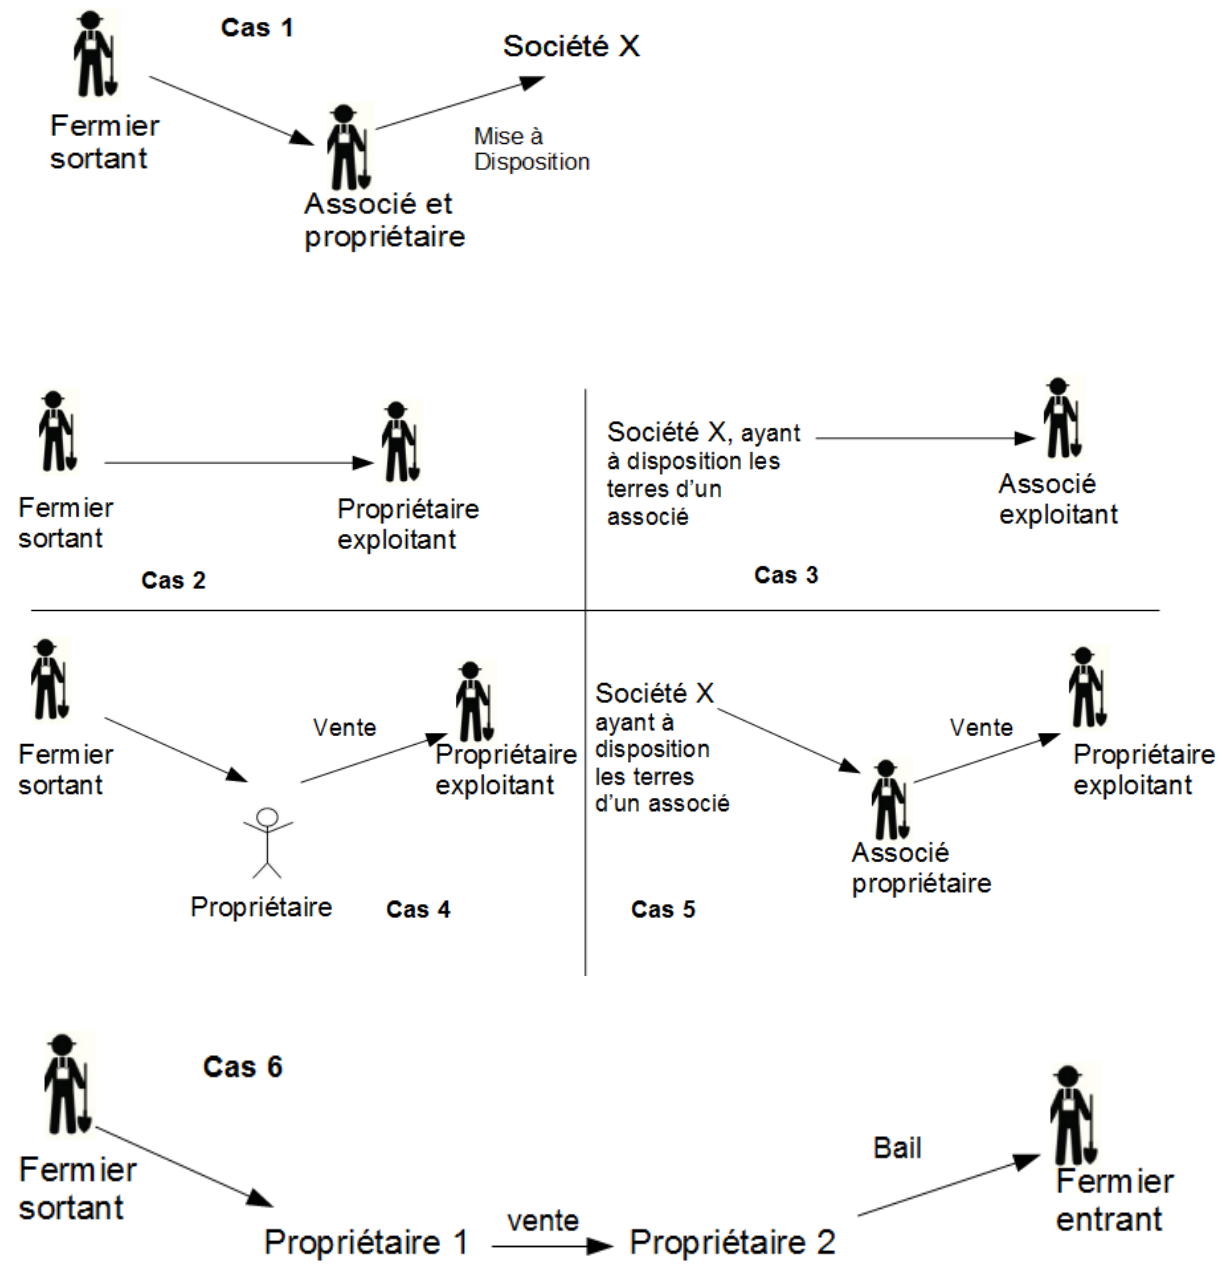 Cas 1
Société X
Fermier
sortant
Mise à
Disposition
Associé et
propriétaire
Fermier
sortant
Propriétaire
exploitant
Cas 2
Société X, ayant
à disposition les
terres d'un
associé
Associé
exploitant
Cas 3
Fermier
sortant
Vente
Propriétaire
exploitant
Propriétaire
Cas 4
Société X
ayant à
disposition
les terres
d'un associé
Vente
Propriétaire
exploitant
Associé
propriétaire
Cas 5
Cas 6
Fermier
sortant
Propriétaire 1
vente
Propriétaire 2
Bail
Fermier
entrant